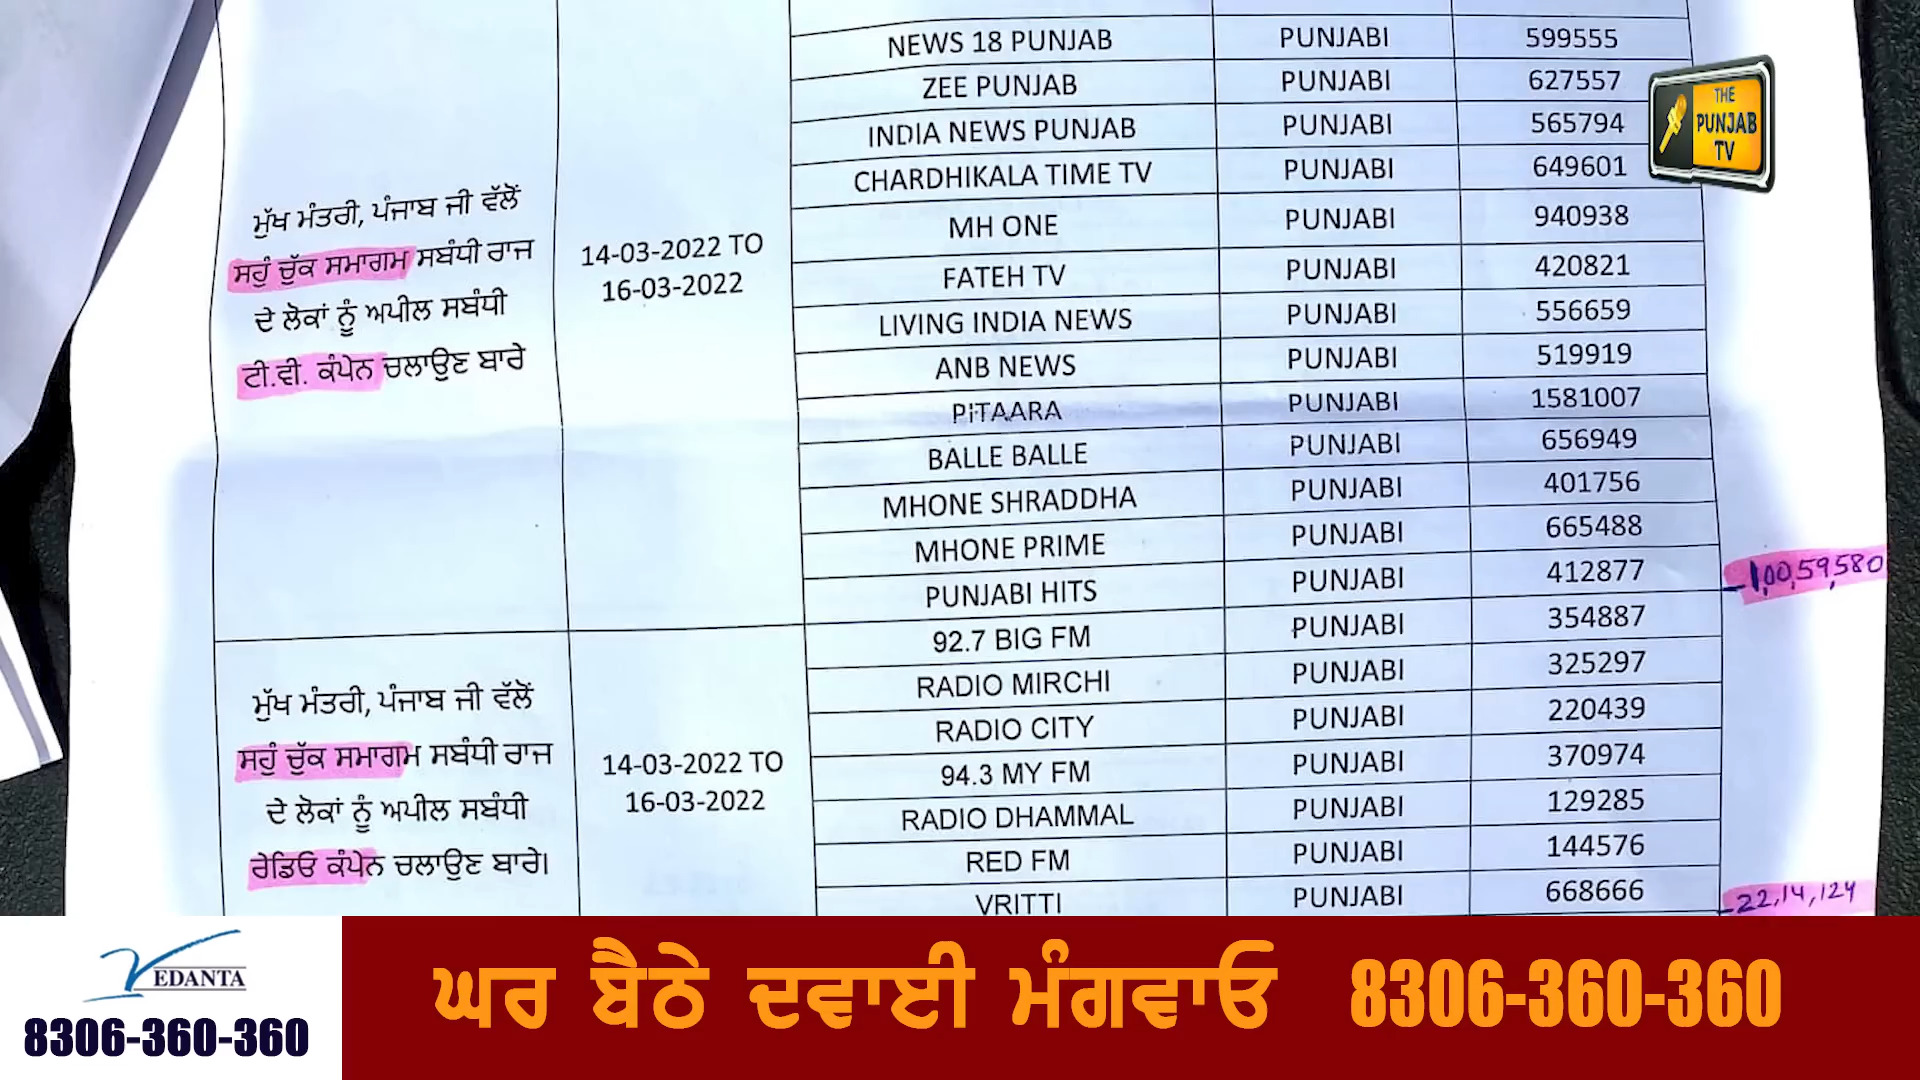 NEWS 18 PUNJAB PUNJABI 599555
ZEE PUNJAB PUNJABI 627557
INDIA NEWS PUNJAB PUNJABI 565794
CHARDHIKALA TIME TV PUNJABI 649601
MH ONE PUNJABI 940938
FATEH TV PUNJABI 420821
LIVING INDIA NEWS PUNJABI 556659
ANB NEWS PUNJABI 519919
PITAARA PUNJABI 1581007
BALLE BALLE PUNJABI 656949
MHONE SHRADDHA PUNJABI 401756
MHONE PRIME PUNJABI 665488
PUNJABI HITS PUNJABI 412877
1,00,59,580
ਮੁੱਖ ਮੰਤਰੀ, ਪੰਜਾਬ ਜੀ ਵੱਲੋਂ
ਸਹੁੰ ਚੁੱਕ ਸਮਾਗਮ ਸਬੰਧੀ ਰਾਜ
ਦੇ ਲੋਕਾਂ ਨੂੰ ਅਪੀਲ ਸਬੰਧੀ
ਟੀ.ਵੀ. ਕੰਪੇਨ ਚਲਾਉਣ ਬਾਰੇ
14-03-2022 TO
16-03-2022
92.7 BIG FM PUNJABI 354887
RADIO MIRCHI PUNJABI 325297
RADIO CITY PUNJABI 220439
94.3 MY FM PUNJABI 370974
RADIO DHAMMAL PUNJABI 129285
RED FM PUNJABI 144576
VRITTI PUNJABI 668666
22,14,124
ਮੁੱਖ ਮੰਤਰੀ, ਪੰਜਾਬ ਜੀ ਵੱਲੋਂ
ਸਹੁੰ ਚੁੱਕ ਸਮਾਗਮ ਸਬੰਧੀ ਰਾਜ
ਦੇ ਲੋਕਾਂ ਨੂੰ ਅਪੀਲ ਸਬੰਧੀ
ਰੇਡਿਓ ਕੰਪੇਨ ਚਲਾਉਣ ਬਾਰੇ।
14-03-2022 TO
16-03-2022
THE
PUNJAB
TV
VEDANTA
8306-360-360
ਘਰ ਬੈਠੇ ਦਵਾਈ ਮੰਗਵਾਓ 8306-360-360